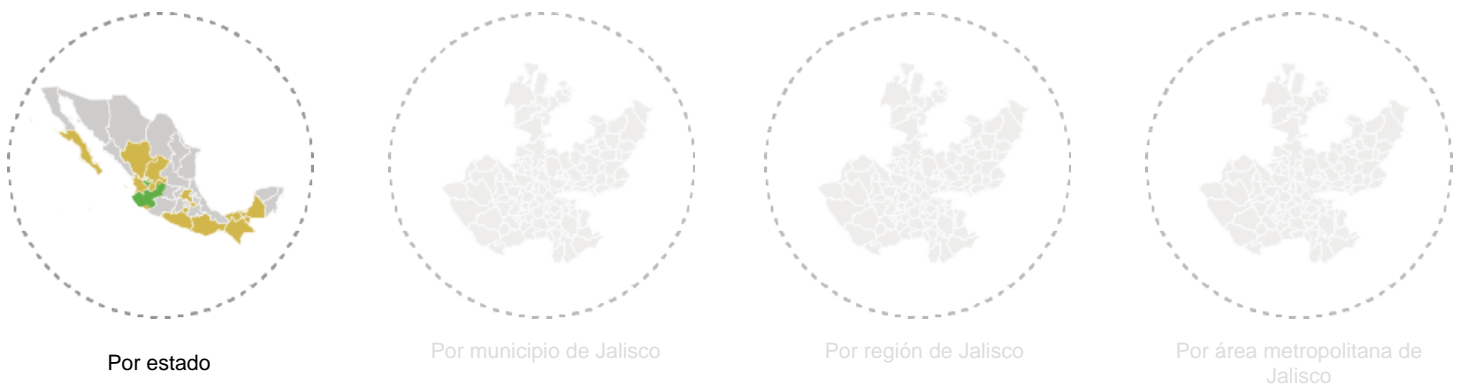 Por estado
Por municipio de Jalisco
Por región de Jalisco
Por área metropolitana de
Jalisco